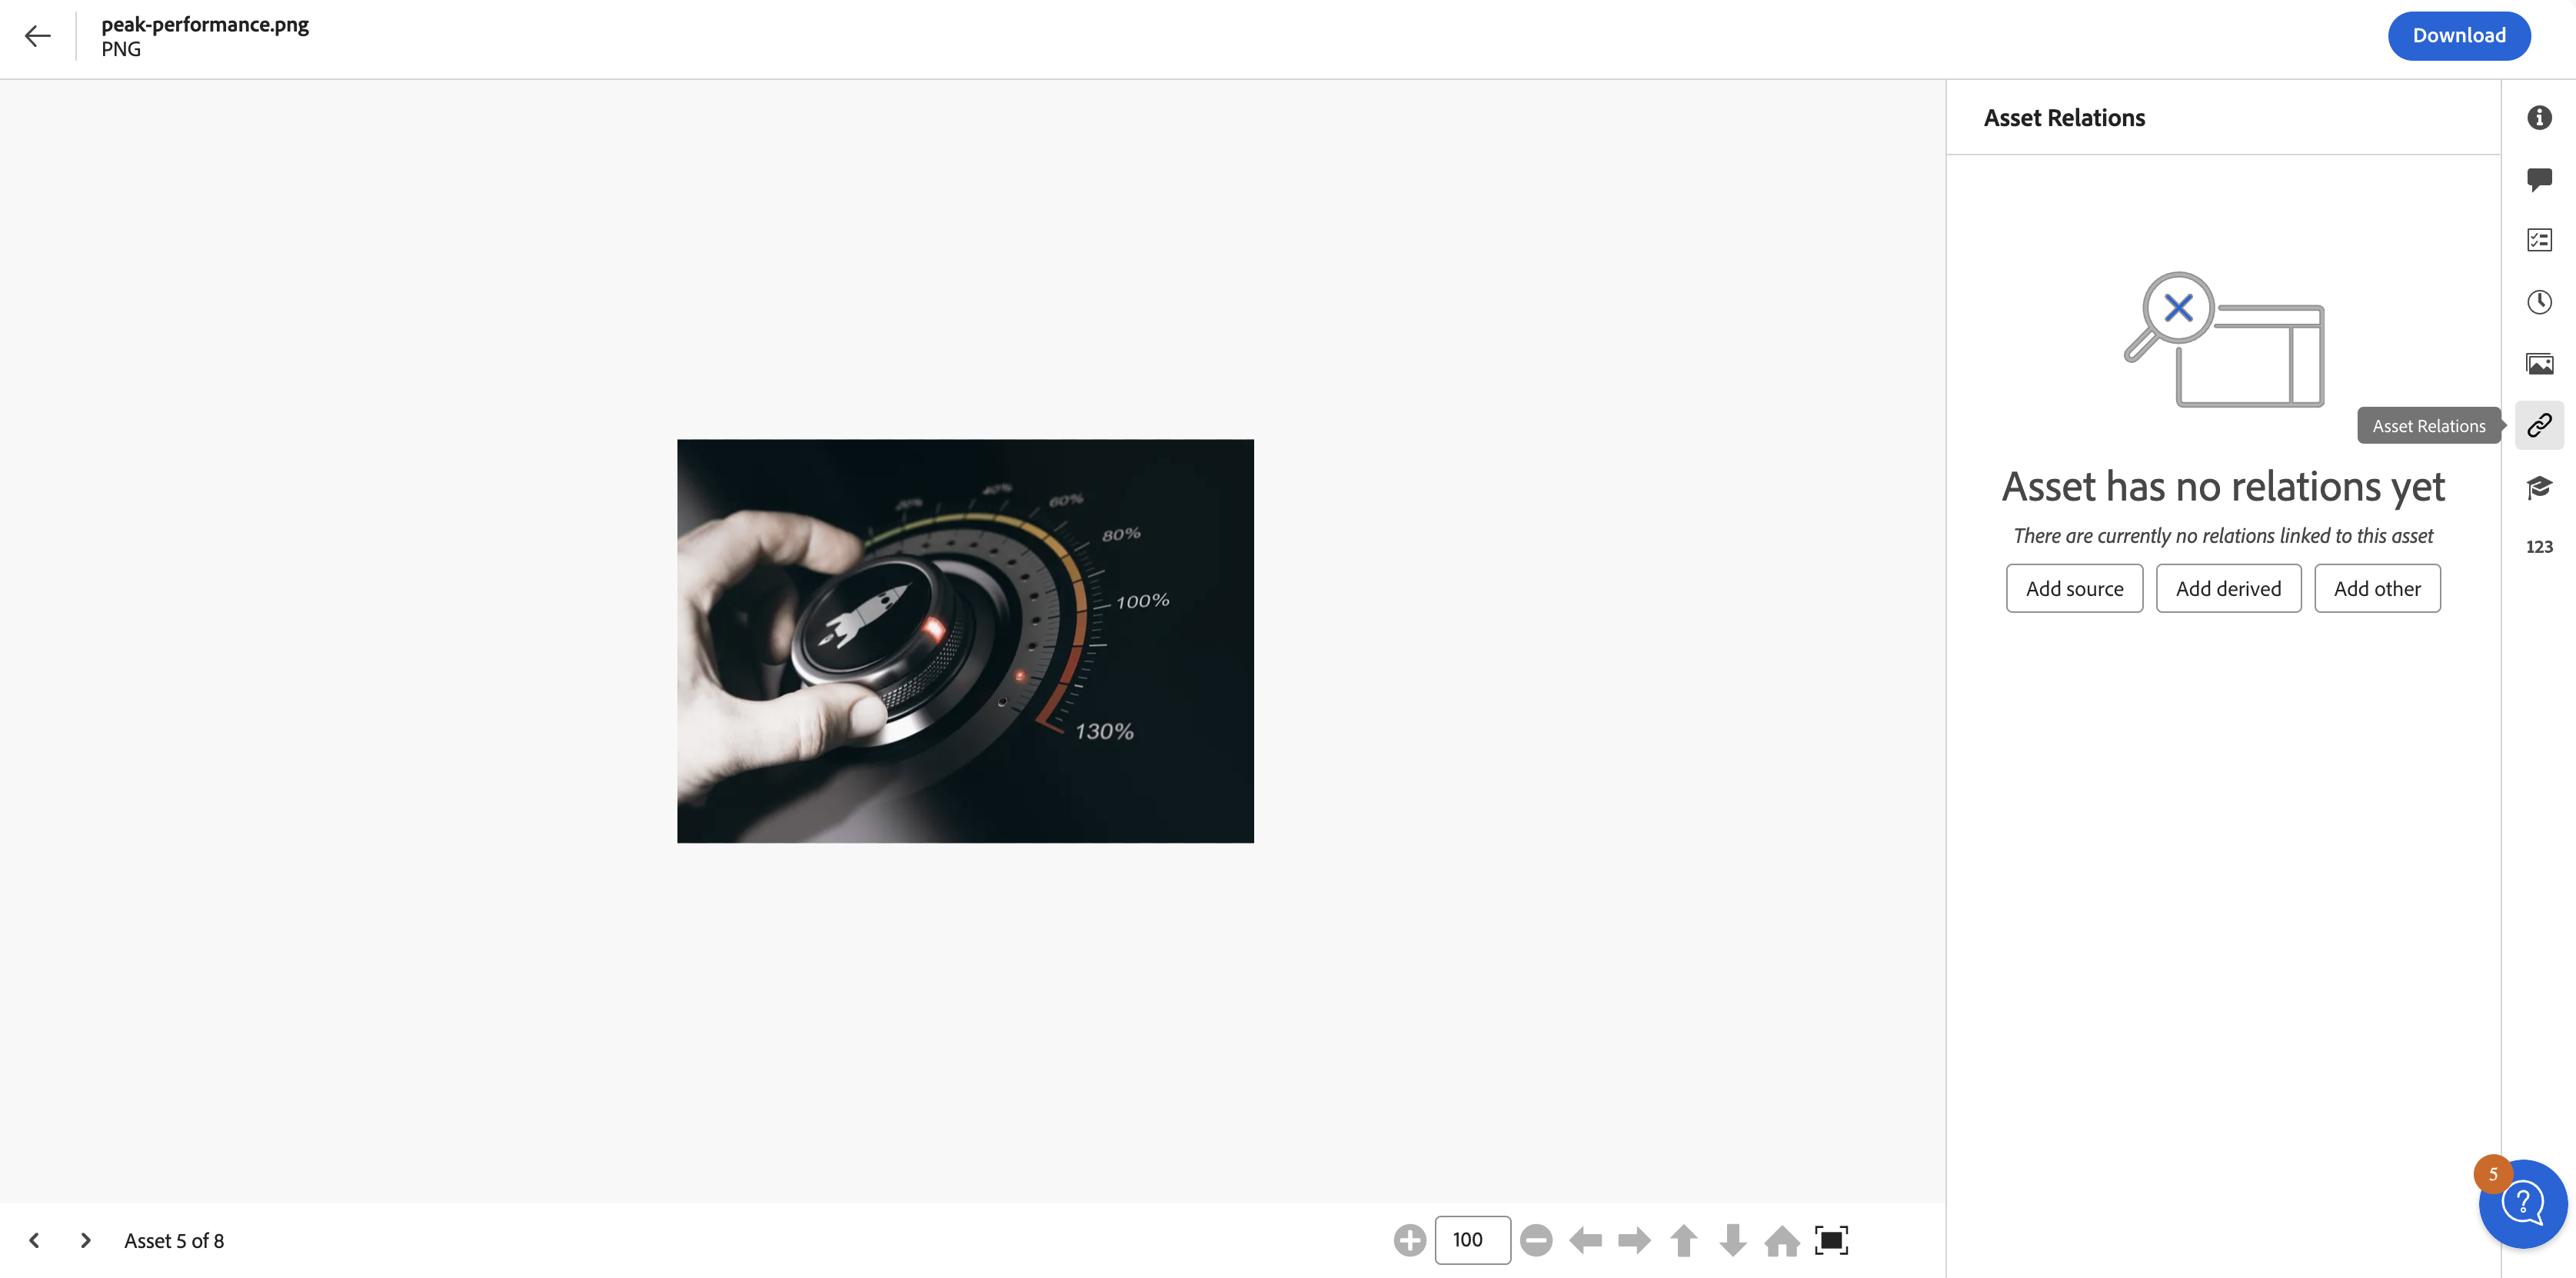 peak-performance.png
PNG
Download
Asset Relations
Asset Relations
Asset has no relations yet
There are currently no relations linked to this asset
Add source
Add derived
Add other
123
40%
60%
80%
100%
130%
5
Asset 5 of 8
100